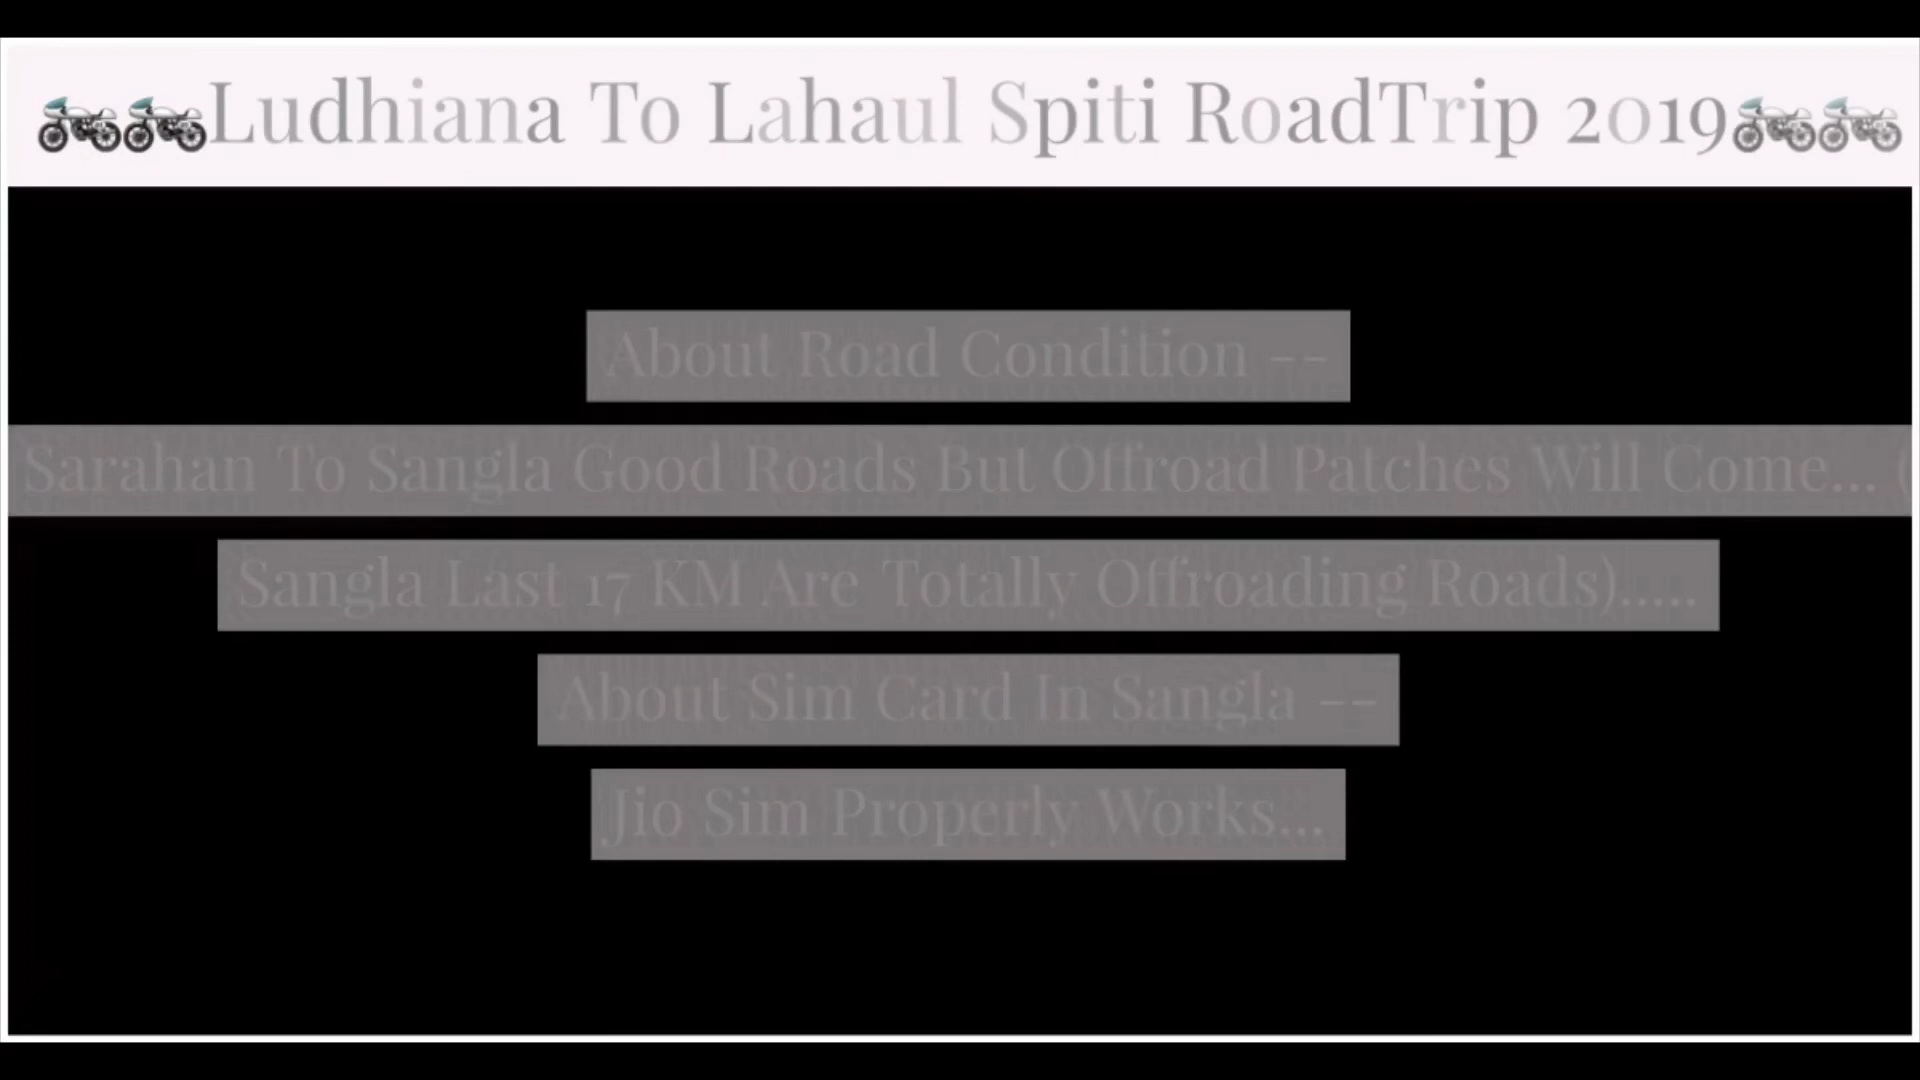 🏍🏍Ludhiana To Lahaul Spiti RoadTrip 2019🏍🏍
About Road Condition --
Sarahan To Sangla Good Roads But Offroad Patches Will Come... (
Sangla Last 17 KM Are Totally Offroading Roads).....
About Sim Card In Sangla --
Jio Sim Properly Works...